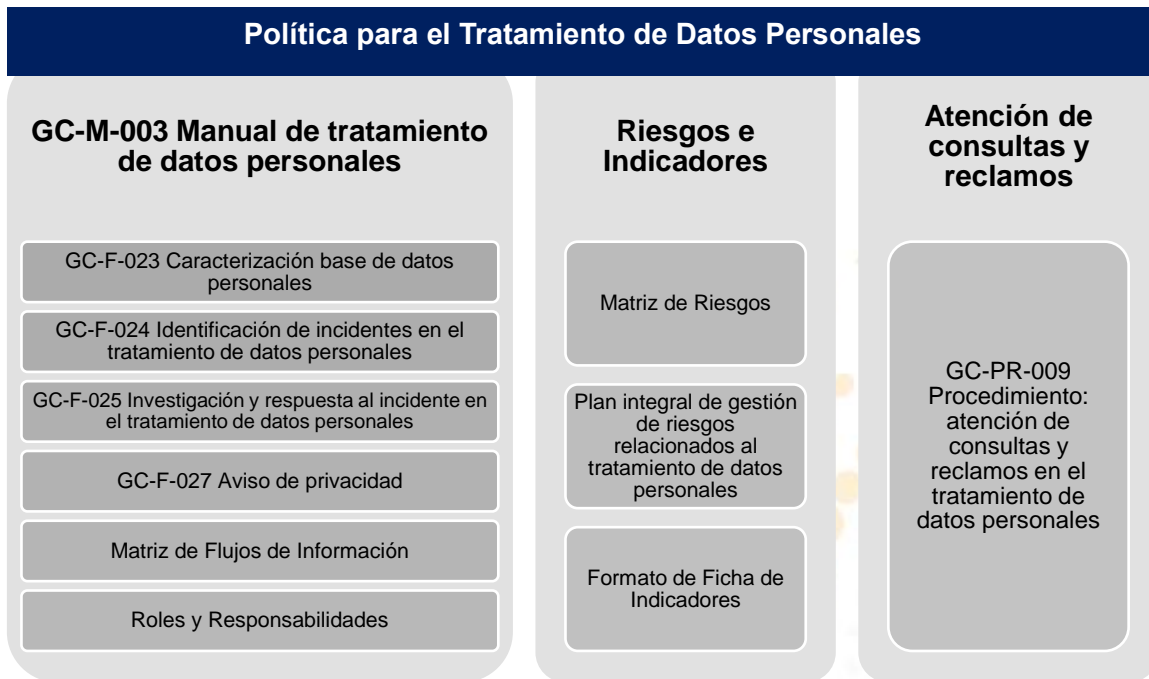 Política para el Tratamiento de Datos Personales
GC-M-003 Manual de tratamiento
de datos personales
GC-F-023 Caracterización base de datos
personales
GC-F-024 Identificación de incidentes en el
tratamiento de datos personales
GC-F-025 Investigación y respuesta al incidente en
el tratamiento de datos personales
GC-F-027 Aviso de privacidad
Matriz de Flujos de Información
Roles y Responsabilidades
Riesgos e
Indicadores
Matriz de Riesgos
Plan integral de gestión
de riesgos
relacionados al
tratamiento de datos
personales
Formato de Ficha de
Indicadores
Atención de
consultas y
reclamos
GC-PR-009
Procedimiento:
atención de
consultas y
reclamos en el
tratamiento de
datos personales